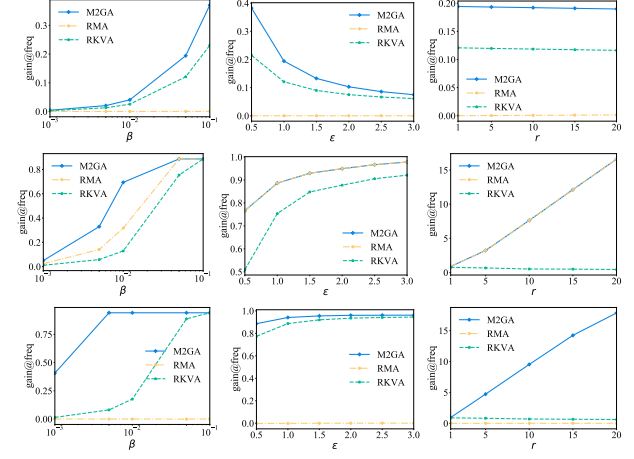 gain@freq
0.3
0.2
0.1
0.0
10⁻³
10⁻²
10⁻¹
β
M2GA
RMA
RKVA
gain@freq
0.4
0.3
0.2
0.1
0.0
0.5
1.0
1.5
2.0
2.5
3.0
ε
M2GA
RMA
RKVA
gain@freq
0.20
0.15
0.10
0.05
0.00
1
5
10
15
20
r
M2GA
RMA
RKVA
gain@freq
0.8
0.6
0.4
0.2
0.0
10⁻³
10⁻²
10⁻¹
β
M2GA
RMA
RKVA
gain@freq
1.0
0.9
0.8
0.7
0.6
0.5
0.5
1.0
1.5
2.0
2.5
3.0
ε
M2GA
RMA
RKVA
gain@freq
15
10
5
0
1
5
10
15
20
r
M2GA
RMA
RKVA
gain@freq
0.75
0.50
0.25
0.00
10⁻³
10⁻²
10⁻¹
β
M2GA
RMA
RKVA
gain@freq
1.0
0.8
0.6
0.4
0.2
0.0
0.5
1.0
1.5
2.0
2.5
3.0
ε
M2GA
RMA
RKVA
gain@freq
15
10
5
0
1
5
10
15
20
r
M2GA
RMA
RKVA